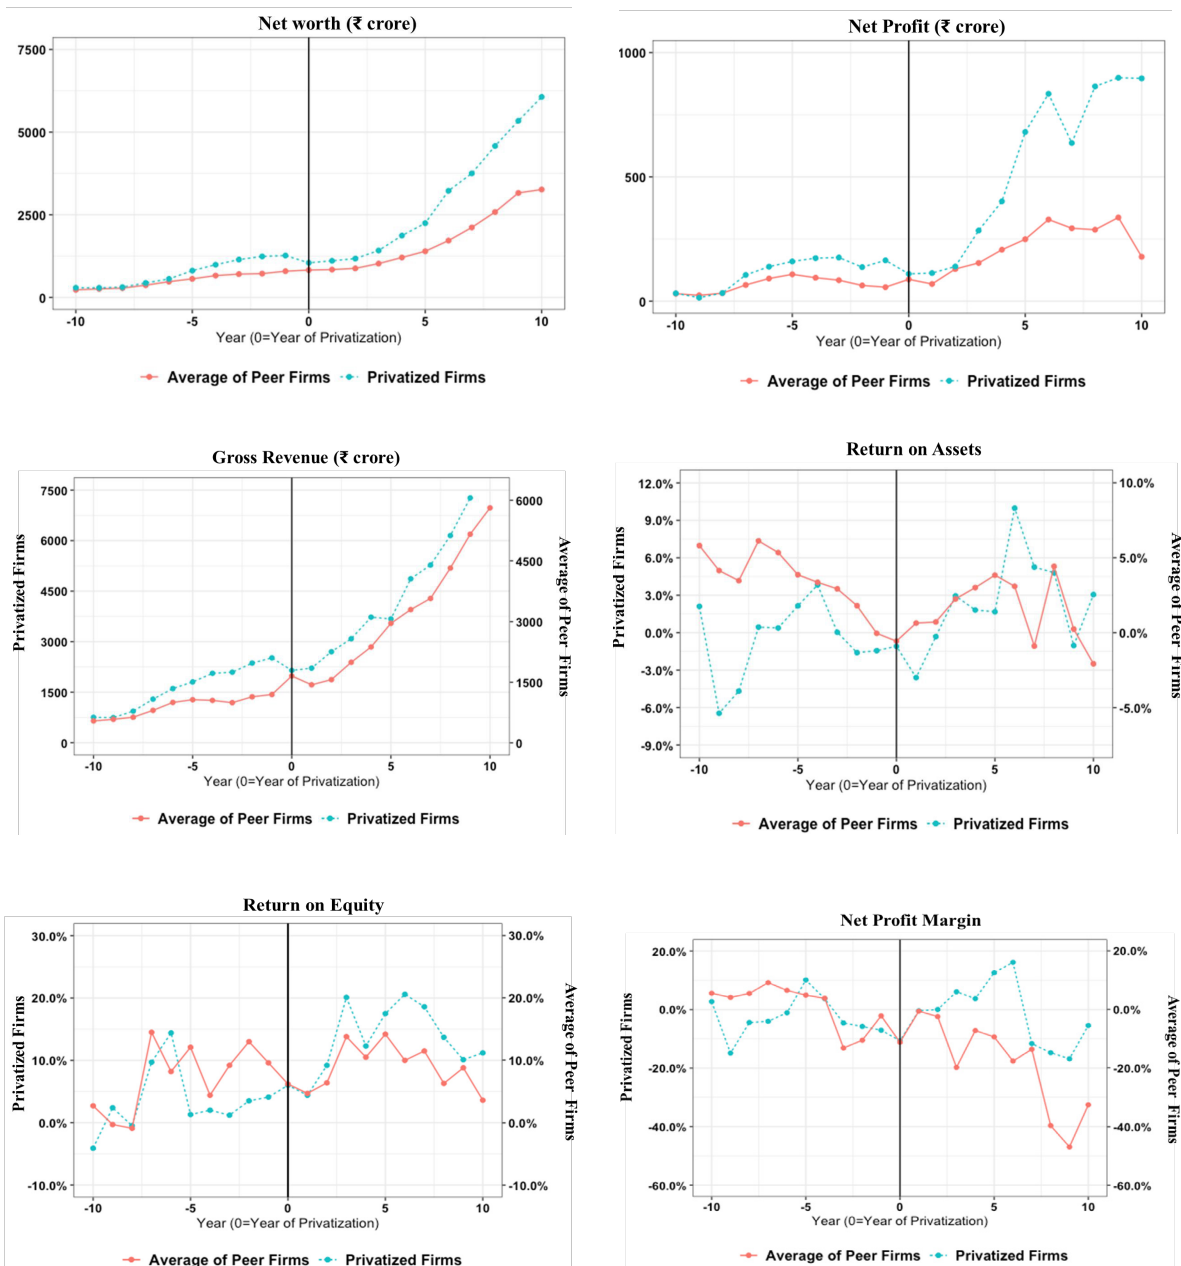 Net worth (₹ crore)
7500
5000
2500
0
-10
-5
0
5
10
Year (0=Year of Privatization)
Average of Peer Firms
Privatized Firms
Net Profit (₹ crore)
1000
500
0
-10
-5
0
5
10
Year (0=Year of Privatization)
Average of Peer Firms
Privatized Firms
Gross Revenue (₹ crore)
Privatized Firms
7500
6000
4500
3000
1500
0
6000
4500
3000
1500
0
Average of Peer Firms
-10
-5
0
5
10
Year (0=Year of Privatization)
Average of Peer Firms
Privatized Firms
Return on Assets
Privatized Firms
12.0%
9.0%
6.0%
3.0%
0.0%
-3.0%
-6.0%
-9.0%
10.0%
5.0%
0.0%
-5.0%
Average of Peer Firms
-10
-5
0
5
10
Year (0=Year of Privatization)
Average of Peer Firms
Privatized Firms
Return on Equity
Privatized Firms
30.0%
20.0%
10.0%
0.0%
-10.0%
30.0%
20.0%
10.0%
0.0%
-10.0%
Average of Peer Firms
-10
-5
0
5
10
Year (0=Year of Privatization)
Average of Peer Firms
Privatized Firms
Net Profit Margin
Privatized Firms
20.0%
0.0%
-20.0%
-40.0%
-60.0%
20.0%
0.0%
-20.0%
-40.0%
-60.0%
Average of Peer Firms
-10
-5
0
5
10
Year (0=Year of Privatization)
Average of Peer Firms
Privatized Firms